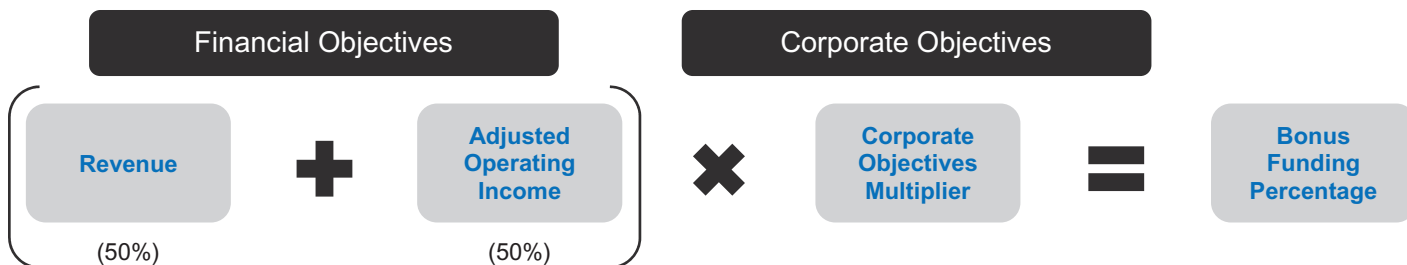 Financial Objectives
Corporate Objectives
Revenue
Adjusted
Operating
Income
Corporate
Objectives
Multiplier
Bonus
Funding
Percentage
(50%)
(50%)